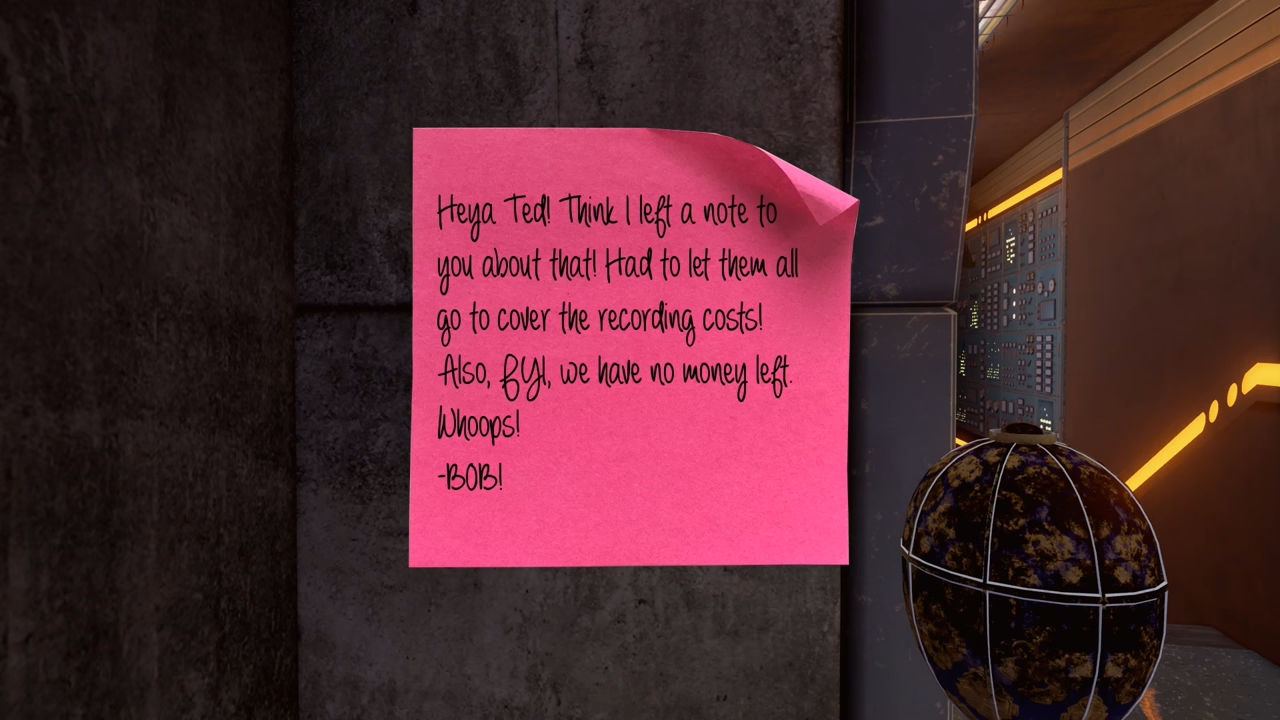 Heya Ted! Think I left a note to
you about that! Had to let them all
go to cover the recording costs!
Also, FYI, we have no money left.
Whoops!
-BOB!